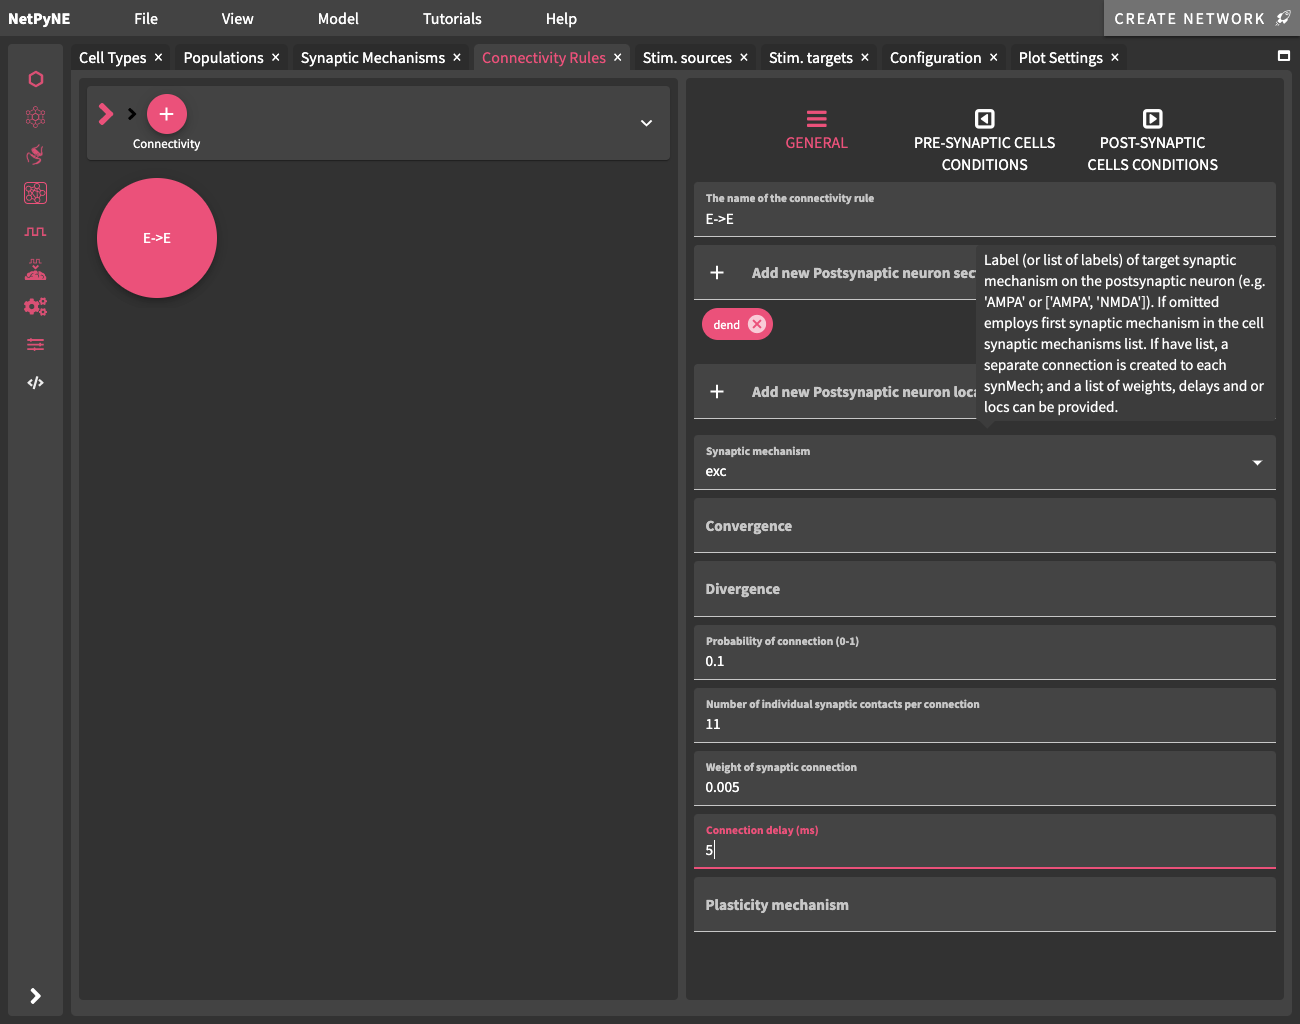 NetPyNE File View Model Tutorials Help CREATE NETWORK
Cell Types × Populations × Synaptic Mechanisms × Connectivity Rules × Stim. sources × Stim. targets × Configuration × Plot Settings ×
Connectivity
E->E
GENERAL
PRE-SYNAPTIC CELLS
CONDITIONS
POST-SYNAPTIC
CELLS CONDITIONS
The name of the connectivity rule
E->E
Add new Postsynaptic neuron sec
dend
Add new Postsynaptic neuron loca
Label (or list of labels) of target synaptic
mechanism on the postsynaptic neuron (e.g.
'AMPA' or ['AMPA', 'NMDA']). If omitted
employs first synaptic mechanism in the cell
synaptic mechanisms list. If have list, a
separate connection is created to each
synMech; and a list of weights, delays and or
locs can be provided.
Synaptic mechanism
exc
Convergence
Divergence
Probability of connection (0-1)
0.1
Number of individual synaptic contacts per connection
11
Weight of synaptic connection
0.005
Connection delay (ms)
5
Plasticity mechanism